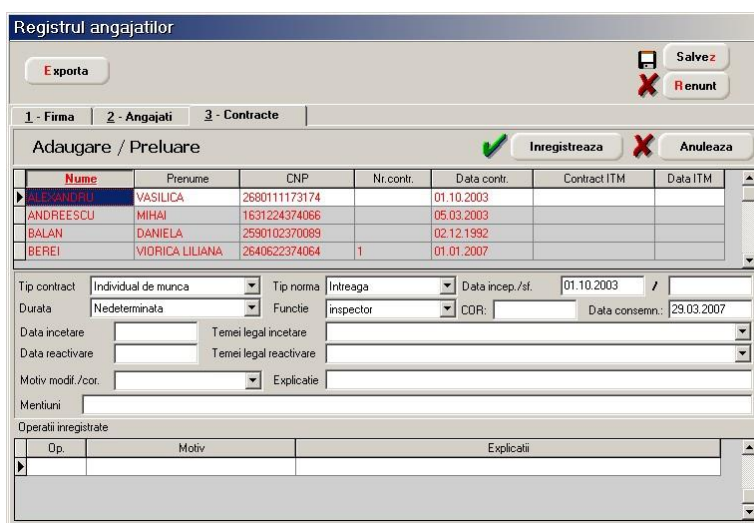 Registrul angajatilor
Exporta
Salvez
Renunt
1 - Firma 2 - Angajati 3 - Contracte
Adaugare / Preluare Inregistreaza Anuleaza
Nume Prenume CNP Nr.contr. Data contr. Contract ITM Data ITM
ALEXANDRU VASILICA 2680111173174 01.10.2003
ANDREESCU MIHAI 1631224374066 05.03.2003
BALAN DANIELA 2590102370089 02.12.1992
BEREI VIORICA LILIANA 2640622374064 1 01.01.2007
Tip contract Individual de munca Tip norma Intreaga Data incep./sf. 01.10.2003 /
Durata Nedeterminata Functie inspector COR: Data consemn.: 29.03.2007
Data incetare Temei legal incetare
Data reactivare Temei legal reactivare
Motiv modif./cor. Explicatie
Mentiuni
Operatii inregistrate
Op. Motiv Explicatii